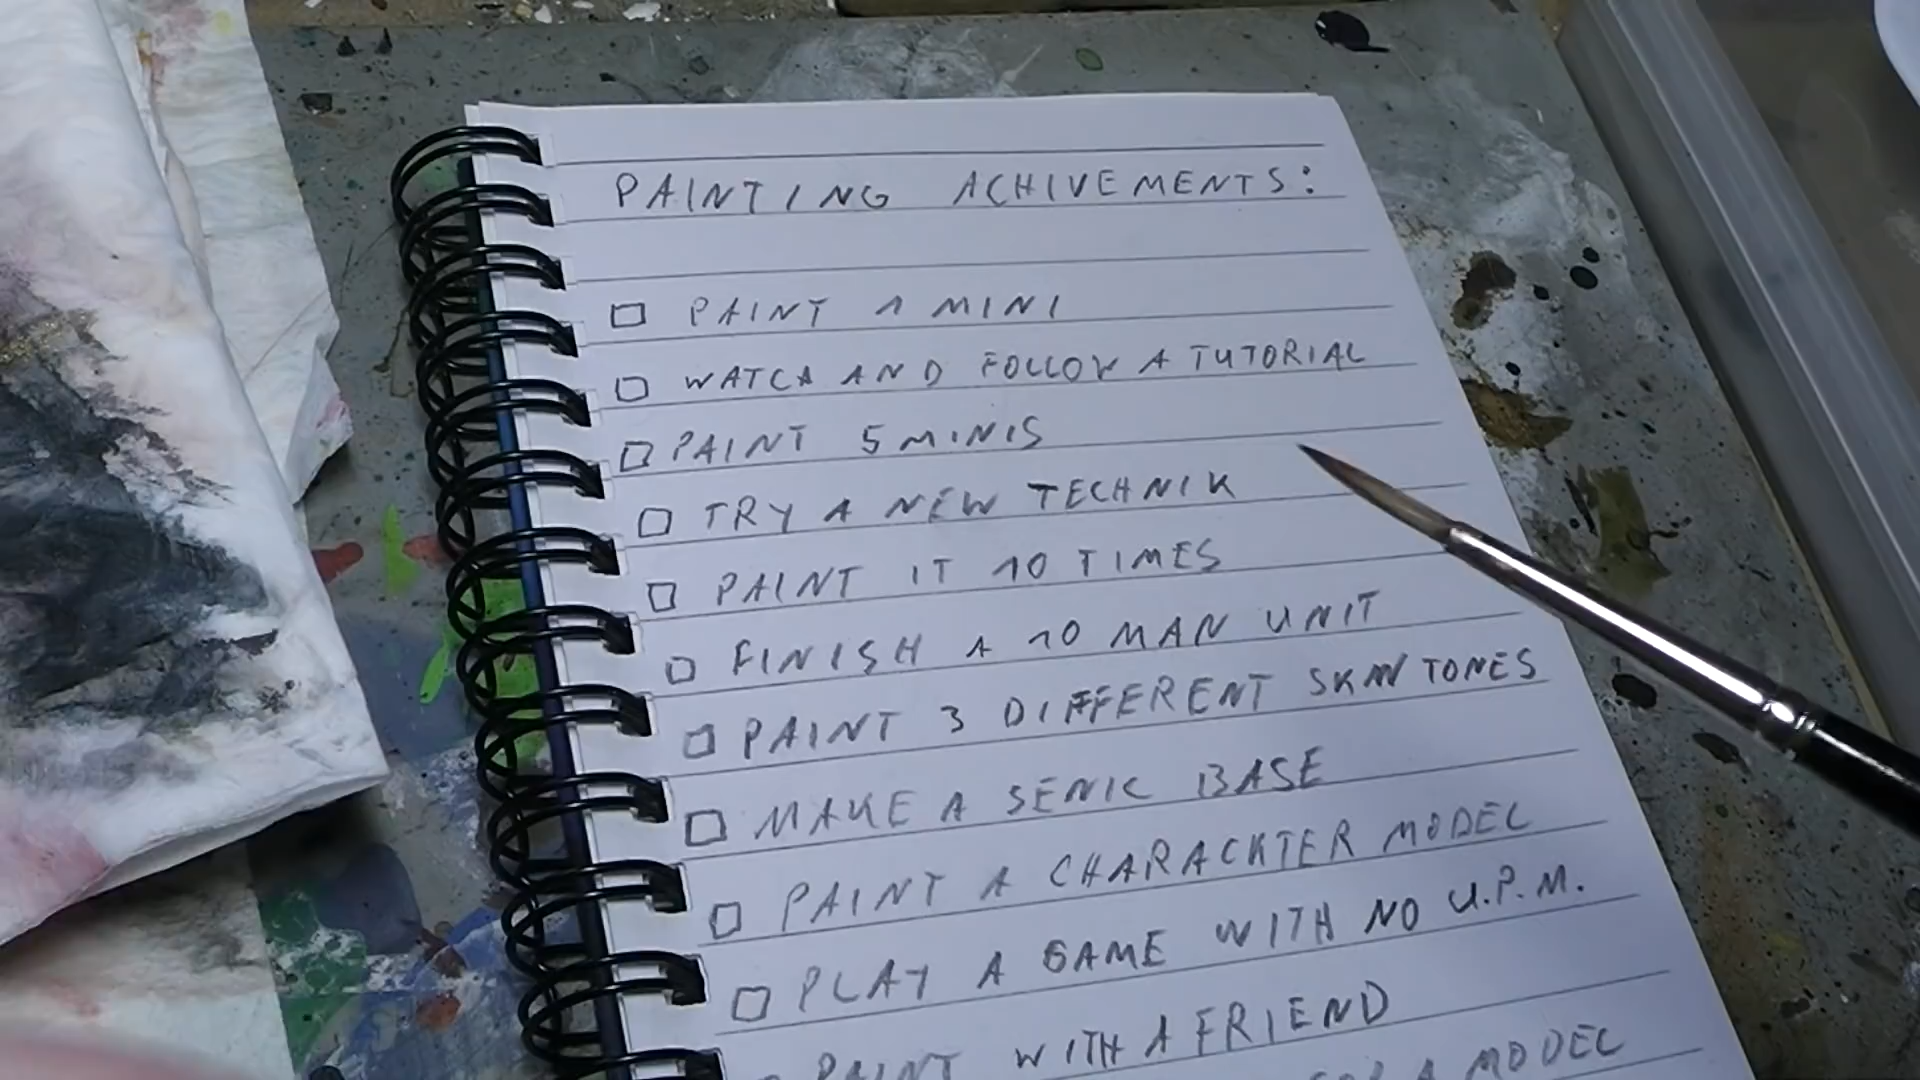 PAINTING ACHIVEMENTS:
PAINT 1 MINI
WATCH AND FOLLOW A TUTORIAL
PAINT 5 MINIS
TRY A NEW TECHNIK
PAINT IT 10 TIMES
FINISH A 10 MAN UNIT
PAINT 3 DIFFERENT SKIN TONES
MAKE A SENIC BASE
PAINT A CHARACKTER MODEL
PLAY A GAME WITH NO U.P.M.
PAINT WITH A FRIEND
A MODEL